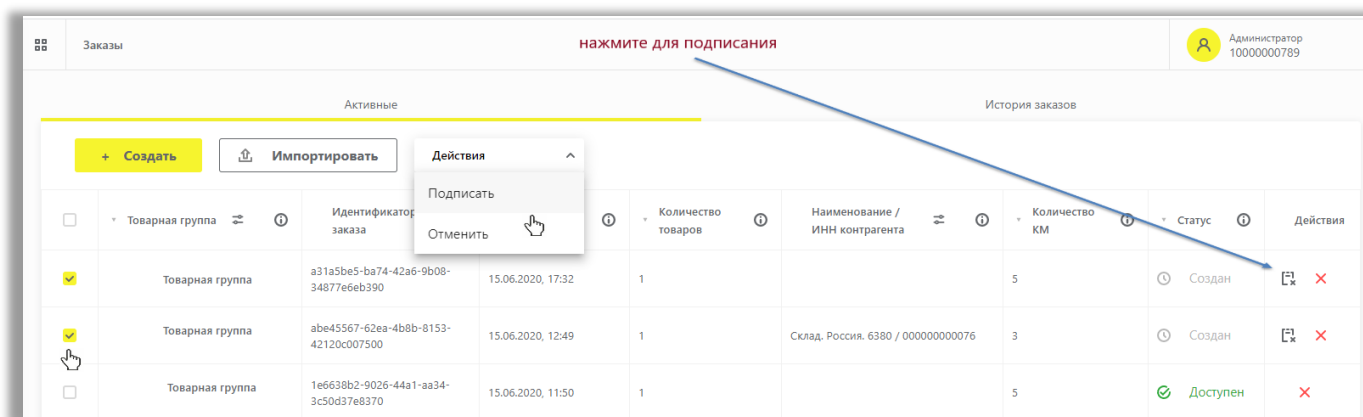 Заказы
нажмите для подписания
Администратор
10000000789
Активные
История заказов
+ Создать
Импортировать
Действия
Подписать
Отменить
Товарная группа
Идентификатор
заказа
Количество
товаров
Наименование /
ИНН контрагента
Количество
КМ
Статус
Действия
Товарная группа
a31a5be5-ba74-42a6-9b08-
34877e6eb390
15.06.2020, 17:32
1
5
Создан
Товарная группа
abe45567-62ea-4b8b-8153-
42120c007500
15.06.2020, 12:49
1
Склад. Россия. 6380 / 000000000076
3
Создан
Товарная группа
1e6638b2-9026-44a1-aa34-
3c50d37e8370
15.06.2020, 11:50
1
5
Доступен